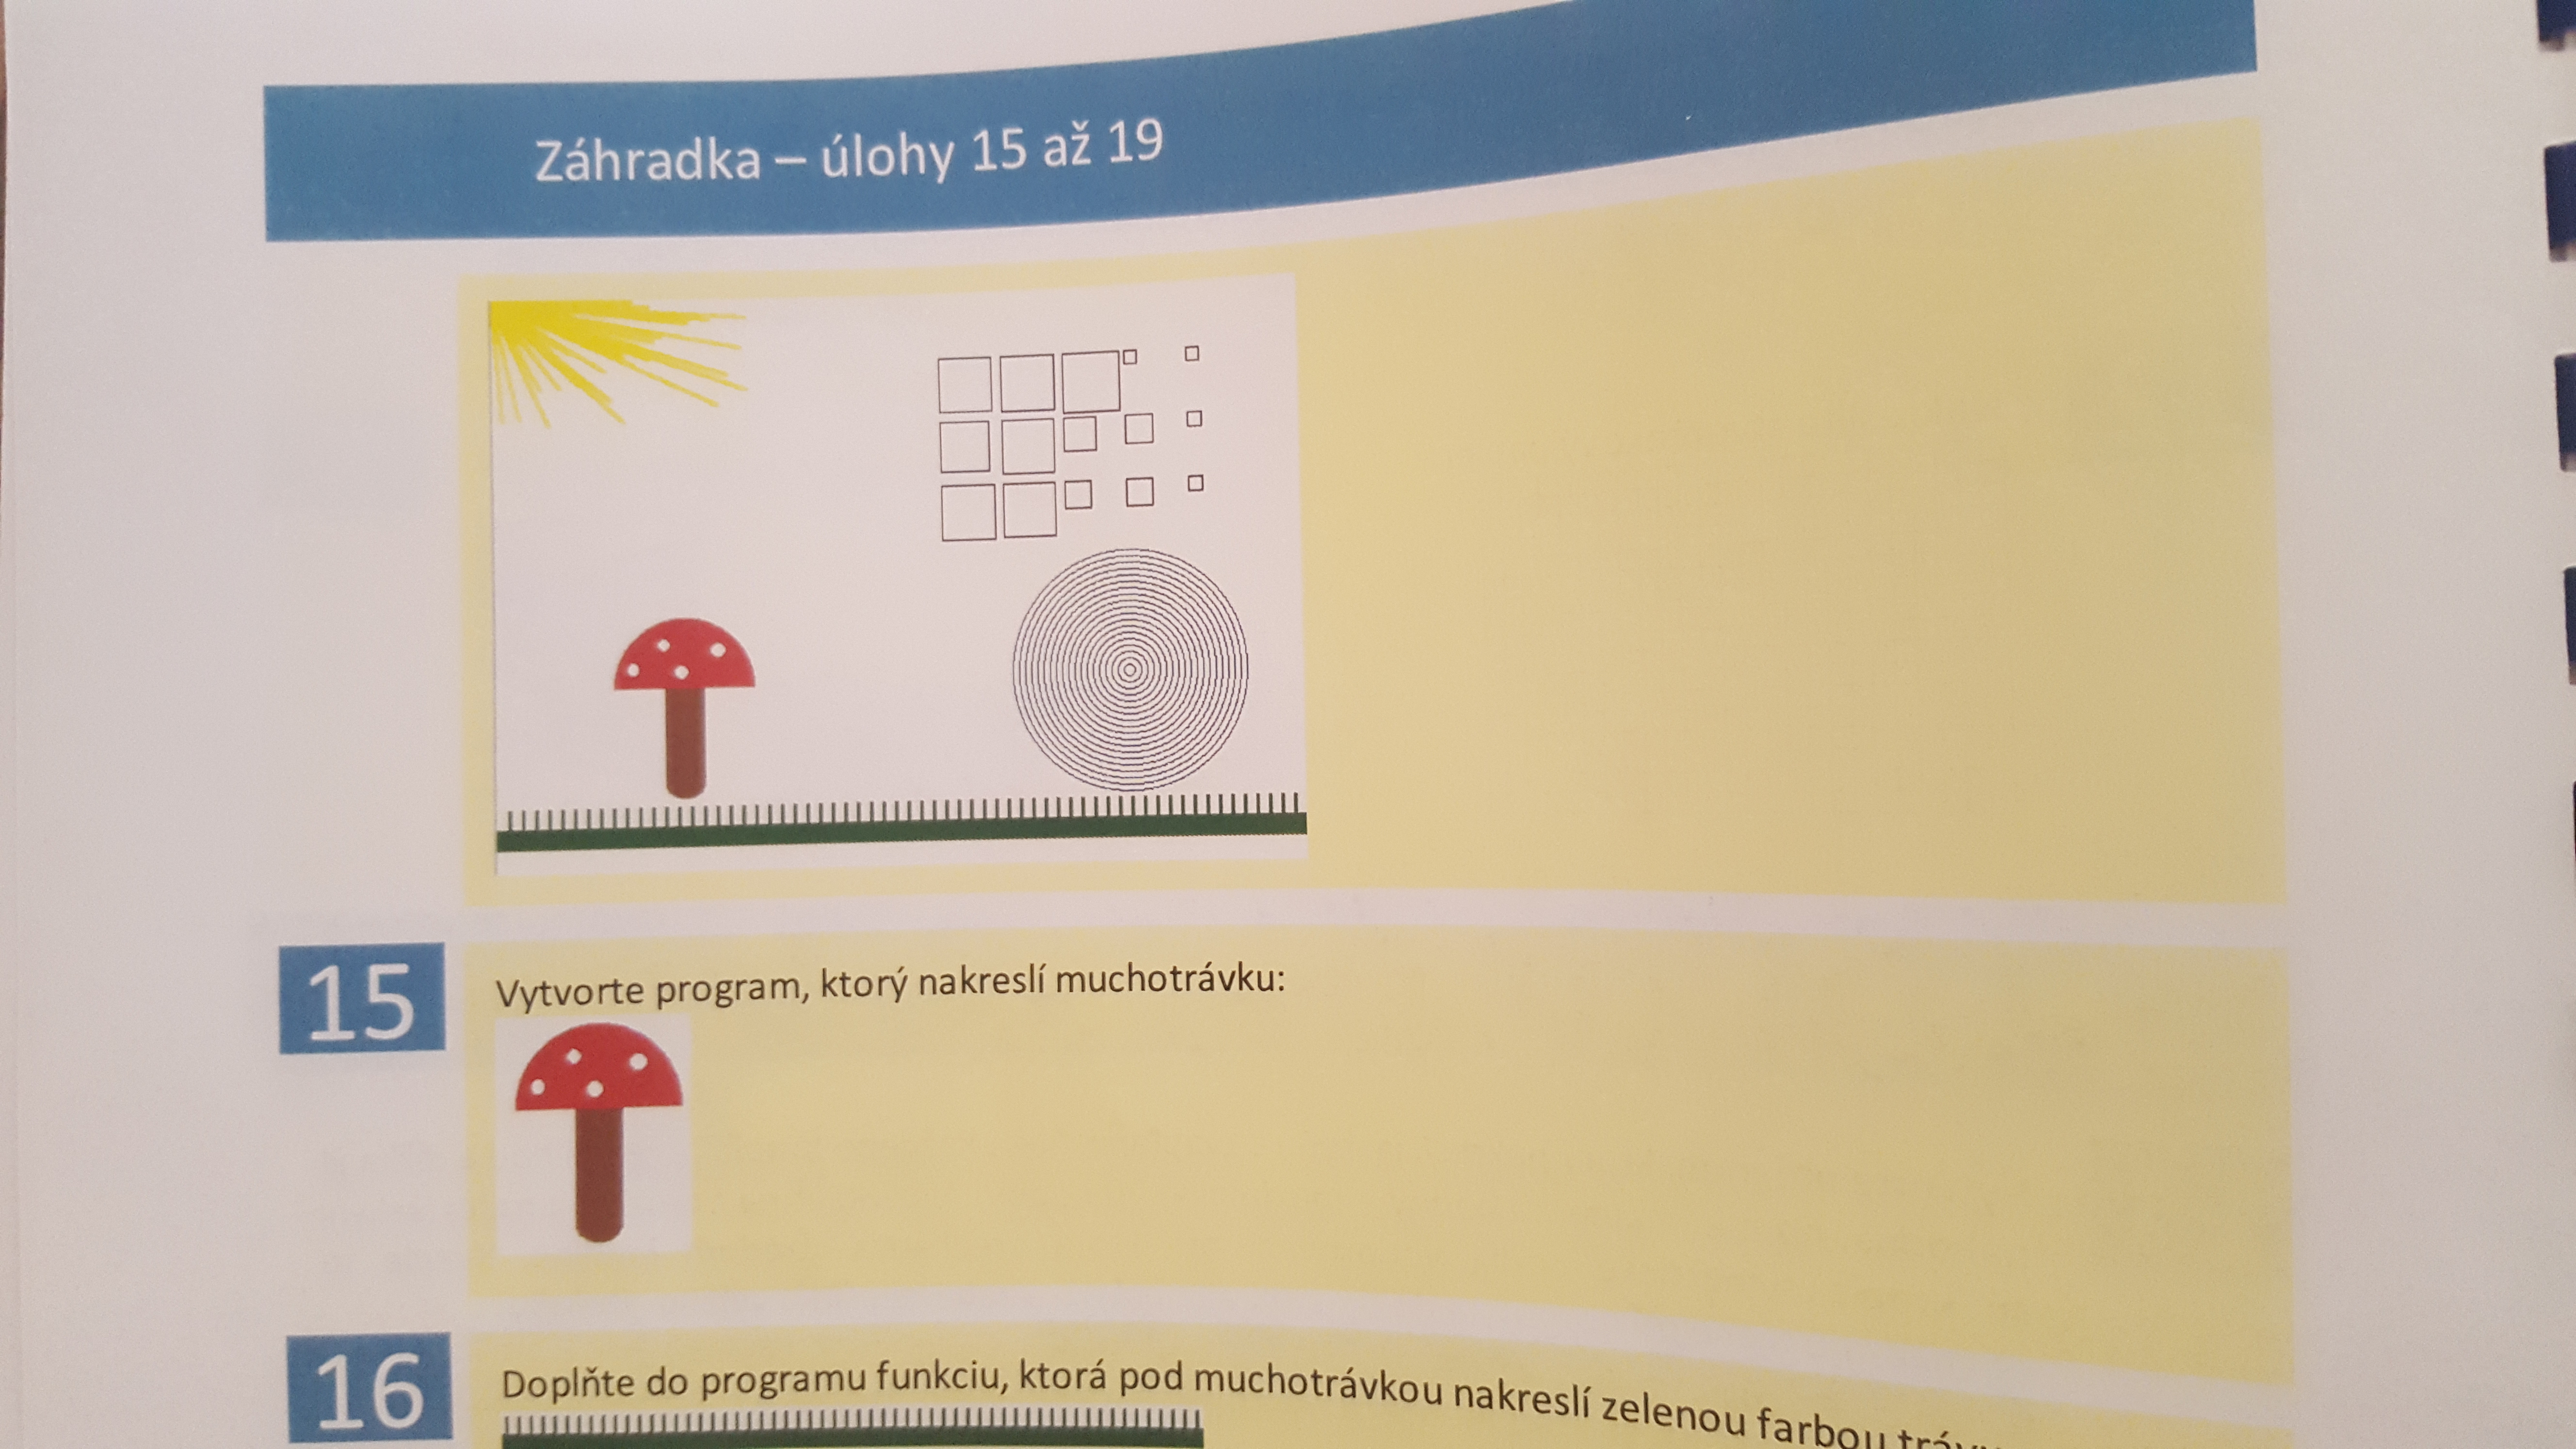 Záhradka – úlohy 15 až 19
15
Vytvorte program, ktorý nakreslí muchotrávku:
16
Doplňte do programu funkciu, ktorá pod muchotrávkou nakreslí zelenou farbou